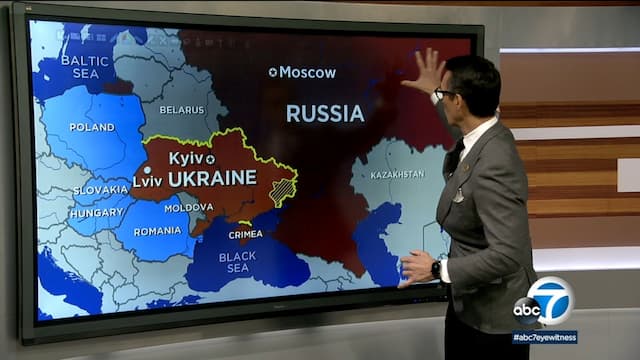 BALTIC
SEA
Moscow
BELARUS
RUSSIA
POLAND
Kyiv
Lviv UKRAINE
KAZAKHSTAN
SLOVAKIA
MOLDOVA
HUNGARY
ROMANIA
CRIMEA
BLACK
SEA
abc7
#abc7eyewitness